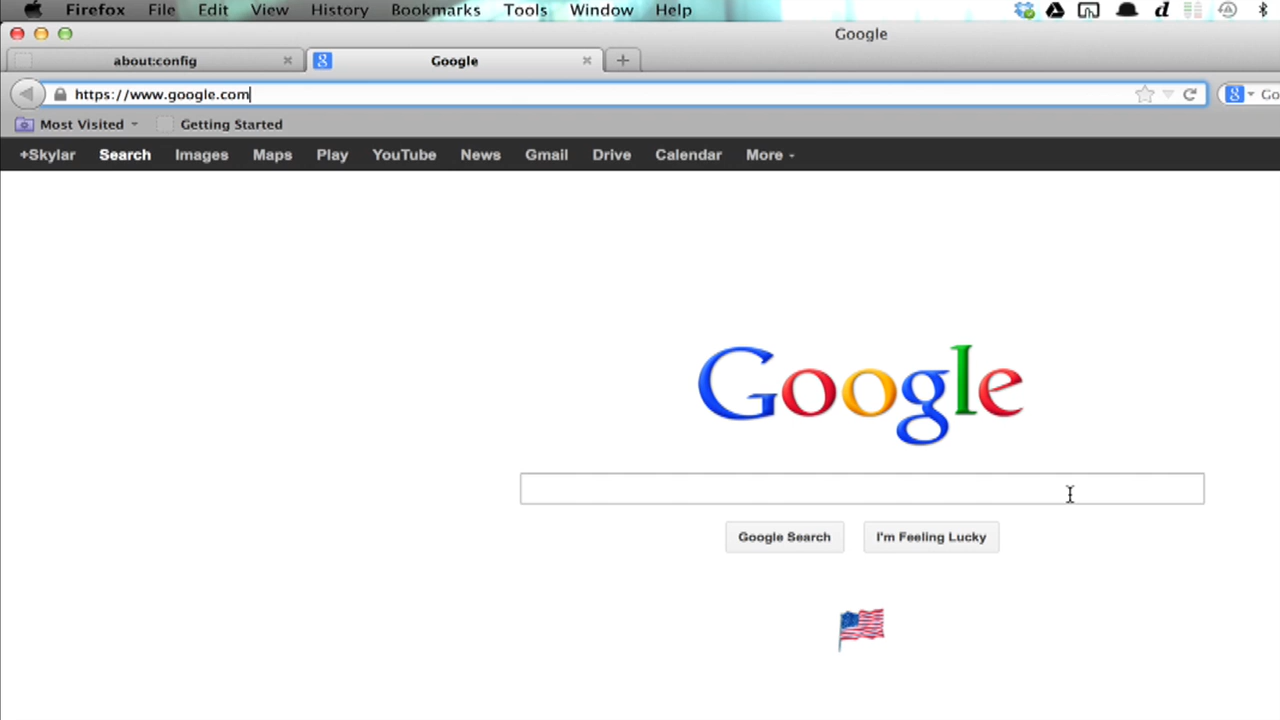 Firefox File Edit View History Bookmarks Tools Window Help
Google
about:config
Google
https://www.google.com
Go
Most Visited Getting Started
+Skylar Search Images Maps Play YouTube News Gmail Drive Calendar More
Google
Google Search I'm Feeling Lucky